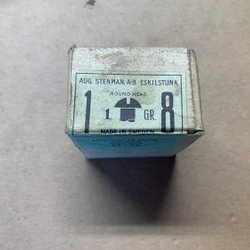 AUG. STENMAN, A-B. ESKILSTUNA
ROUND HEAD
1 1 GR. 8
MADE IN SWEDEN